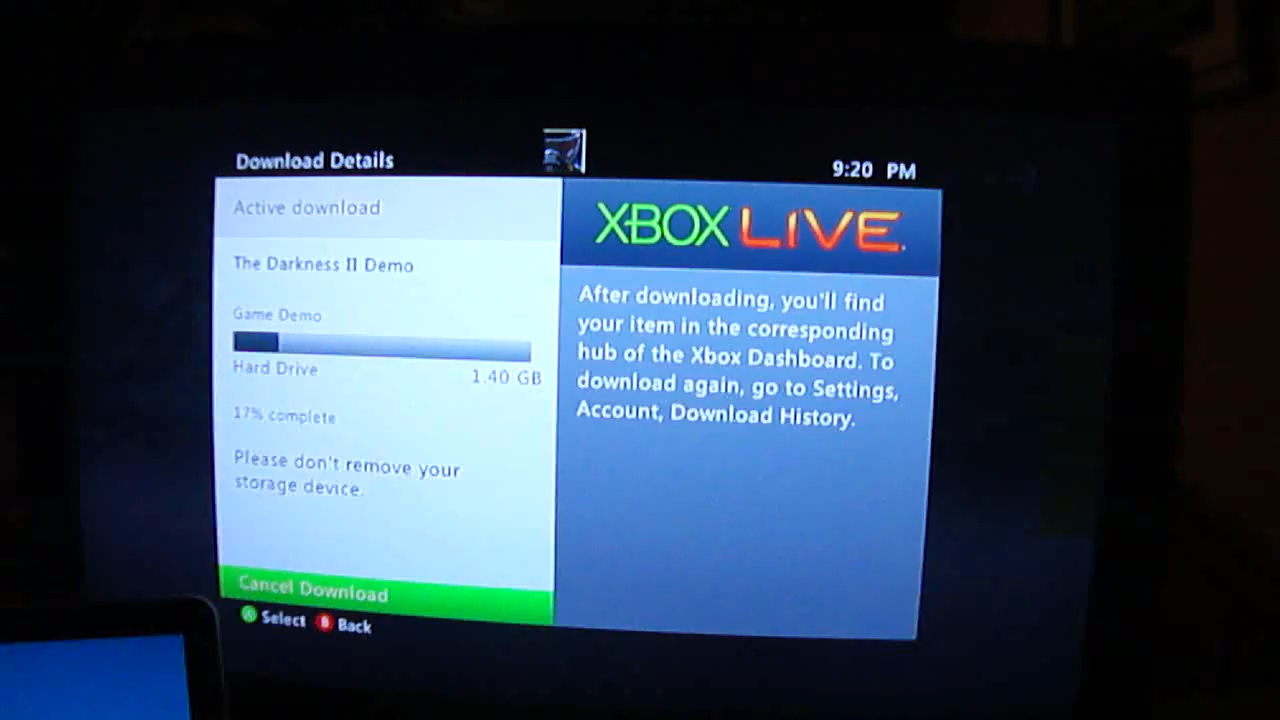 Download Details
9:20 PM
Active download
The Darkness II Demo
Game Demo
Hard Drive
1.40 GB
17% complete
Please don't remove your
storage device.
Cancel Download
A Select B Back
XBOX LIVE
After downloading, you'll find
your item in the corresponding
hub of the Xbox Dashboard. To
download again, go to Settings,
Account, Download History.